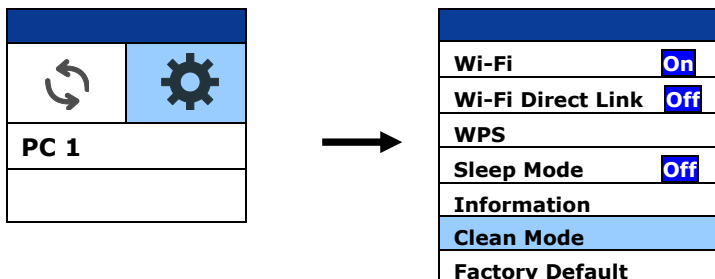 PC 1
Wi-Fi On
Wi-Fi Direct Link Off
WPS
Sleep Mode Off
Information
Clean Mode
Factory Default